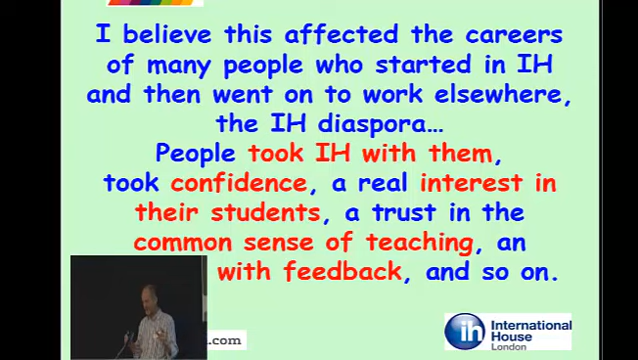 I believe this affected the careers
of many people who started in IH
and then went on to work elsewhere,
the IH diaspora…
People took IH with them,
took confidence, a real interest in
their students, a trust in the
common sense of teaching, an
with feedback, and so on.
.com
ih International
House
London